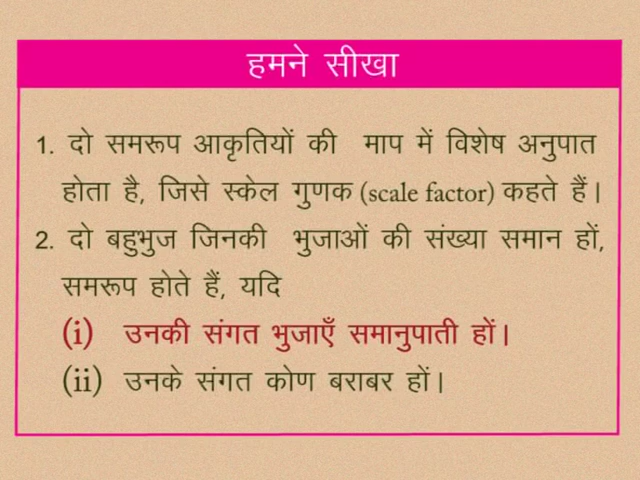 हमने सीखा
1. दो समरूप आकृतियों की माप में विशेष अनुपात
होता है, जिसे स्केल गुणक (scale factor) कहते हैं।
2. दो बहुभुज जिनकी भुजाओं की संख्या समान हों,
समरूप होते हैं, यदि
(i) उनकी संगत भुजाएँ समानुपाती हों।
(ii) उनके संगत कोण बराबर हों।